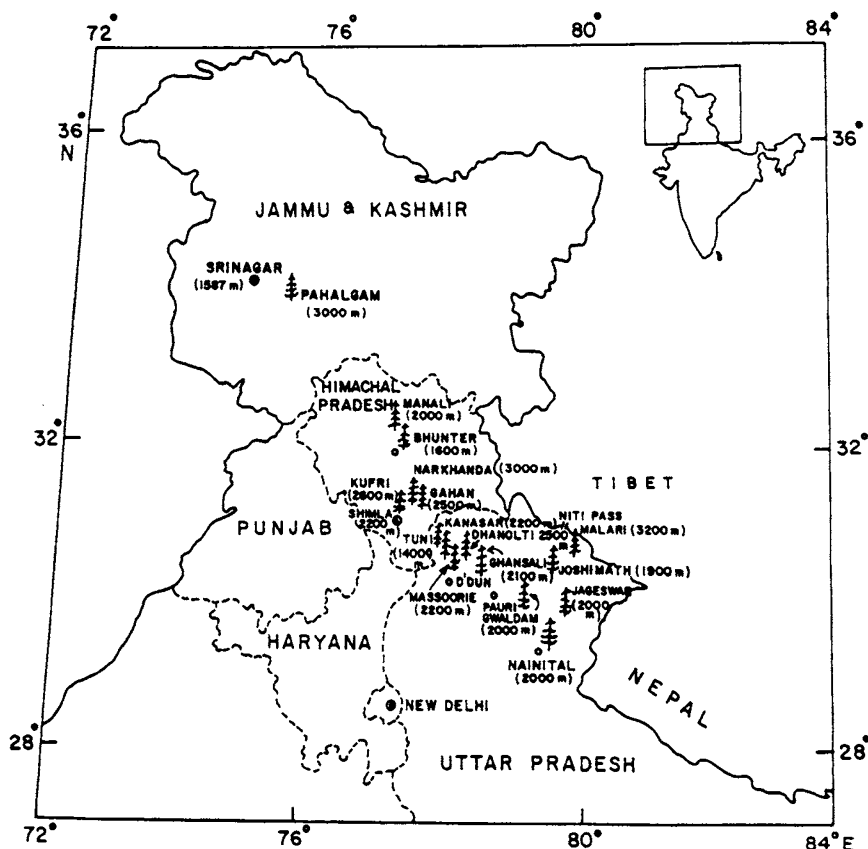 72° 76° 80° 84°
36°
N
36°
JAMMU & KASHMIR
SRINAGAR
(1587 m)
PAHALGAM
(3000 m)
HIMACHAL
PRADESH
MANALI
(2000 m)
32°
32°
BHUNTER
(1600 m)
NARKHANDA (3000 m)
KUFRI
(2600 m)
GAHAN
(2500 m)
TIBET
SHIMLA
2200
m)
PUNJAB
KANASAR (2200 m)
NITI PASS
DHANOLTI 2500
m)
MALARI (3200 m)
TUNI
(14000
m)
GHANSALI
(2100 m)
JOSHIMATH (1900 m)
D'DUN
MASSOORIE
(2200 m)
JAGESWAR
(2000
m)
PAURI
GWALDAM
(2000 m)
HARYANA
NAINITAL
(2000 m)
NEPAL
NEW DELHI
28°
28°
UTTAR PRADESH
72° 76° 80° 84° E